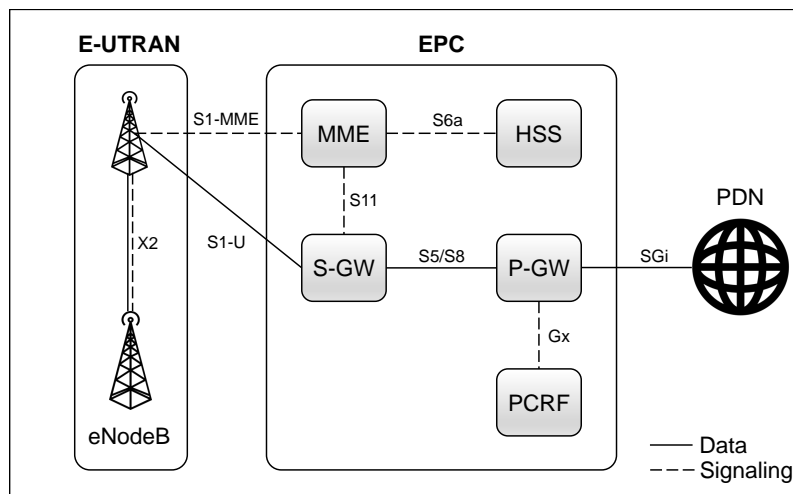 E-UTRAN
EPC
S1-MME
MME
S6a
HSS
S11
PDN
X2
S1-U
S-GW
S5/S8
P-GW
SGi
Gx
PCRF
eNodeB
Data
Signaling